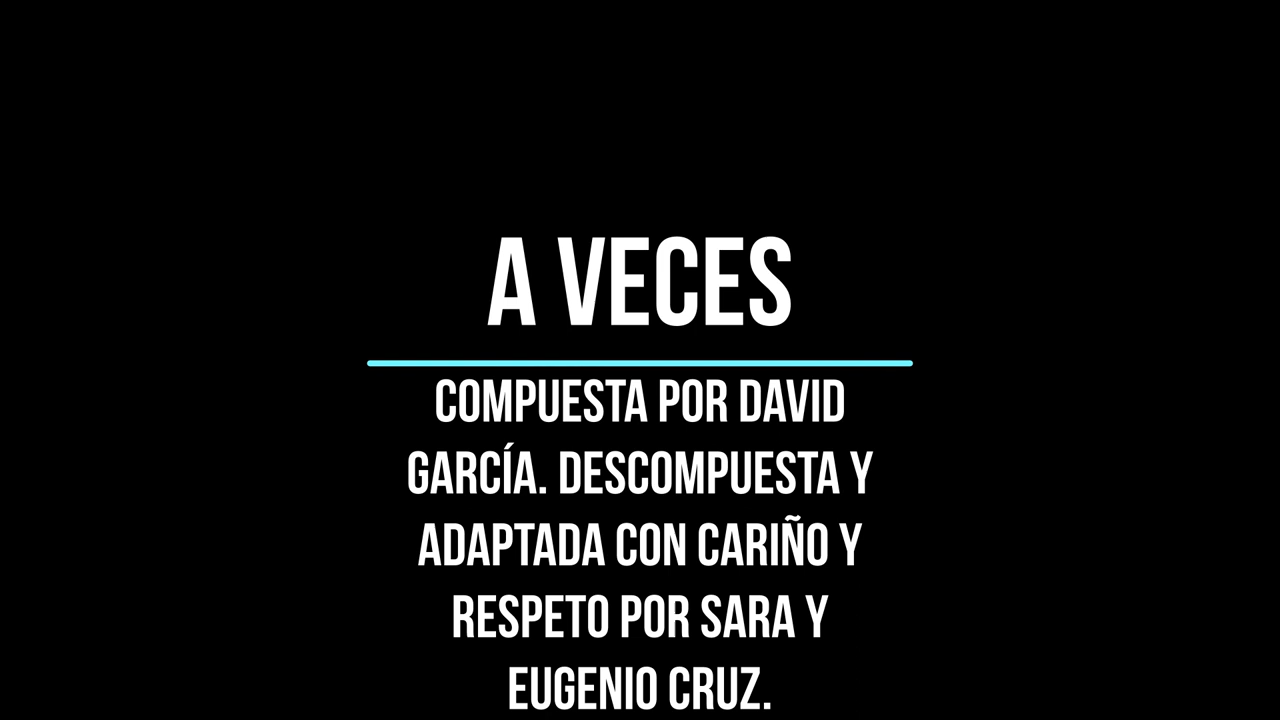 A VECES
COMPUESTA POR DAVID
GARCÍA. DESCOMPUESTA Y
ADAPTADA CON CARIÑO Y
RESPETO POR SARA Y
EUGENIO CRUZ.